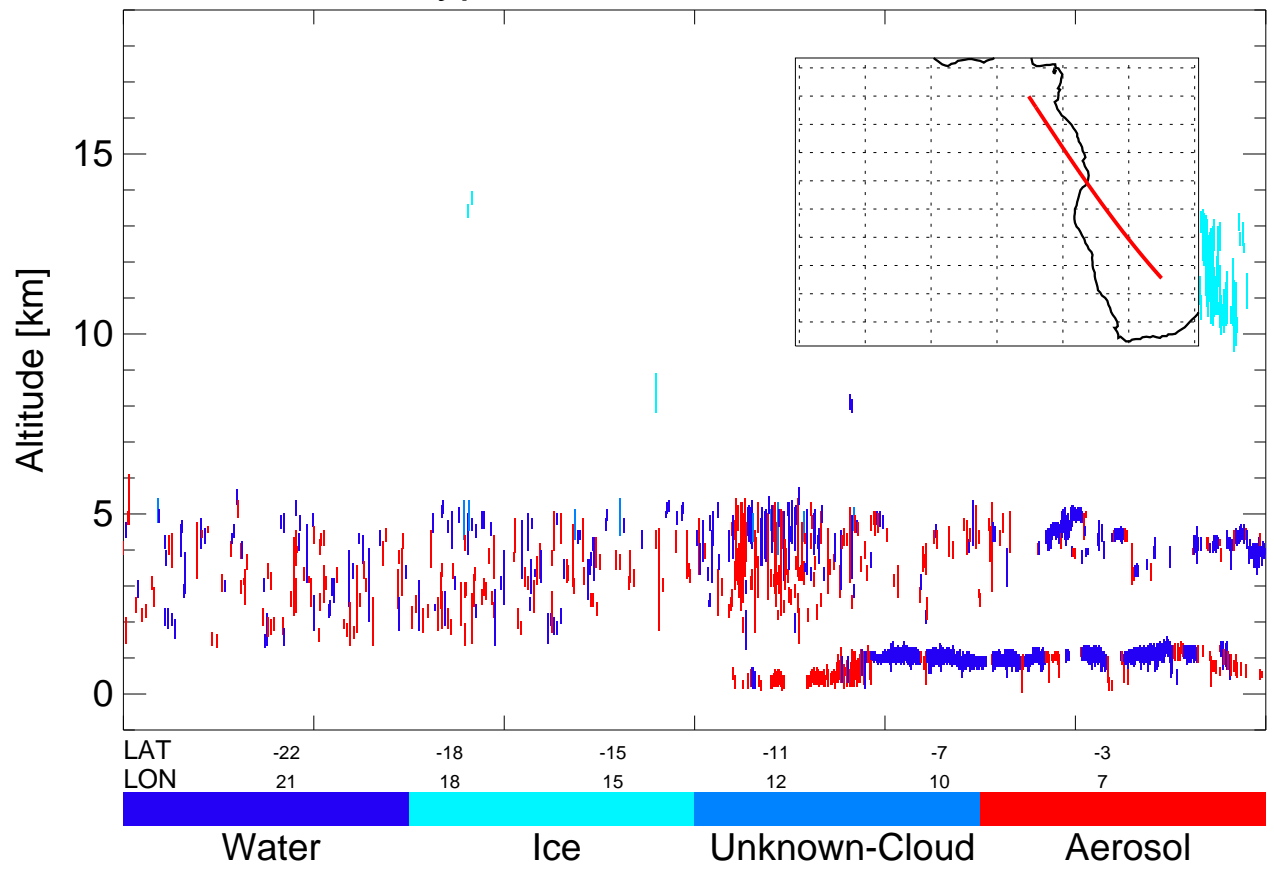 15
10
5
0
Altitude [km]
LAT -22 -18 -15 -11 -7 -3
LON 21 18 15 12 10 7
Water Ice Unknown-Cloud Aerosol